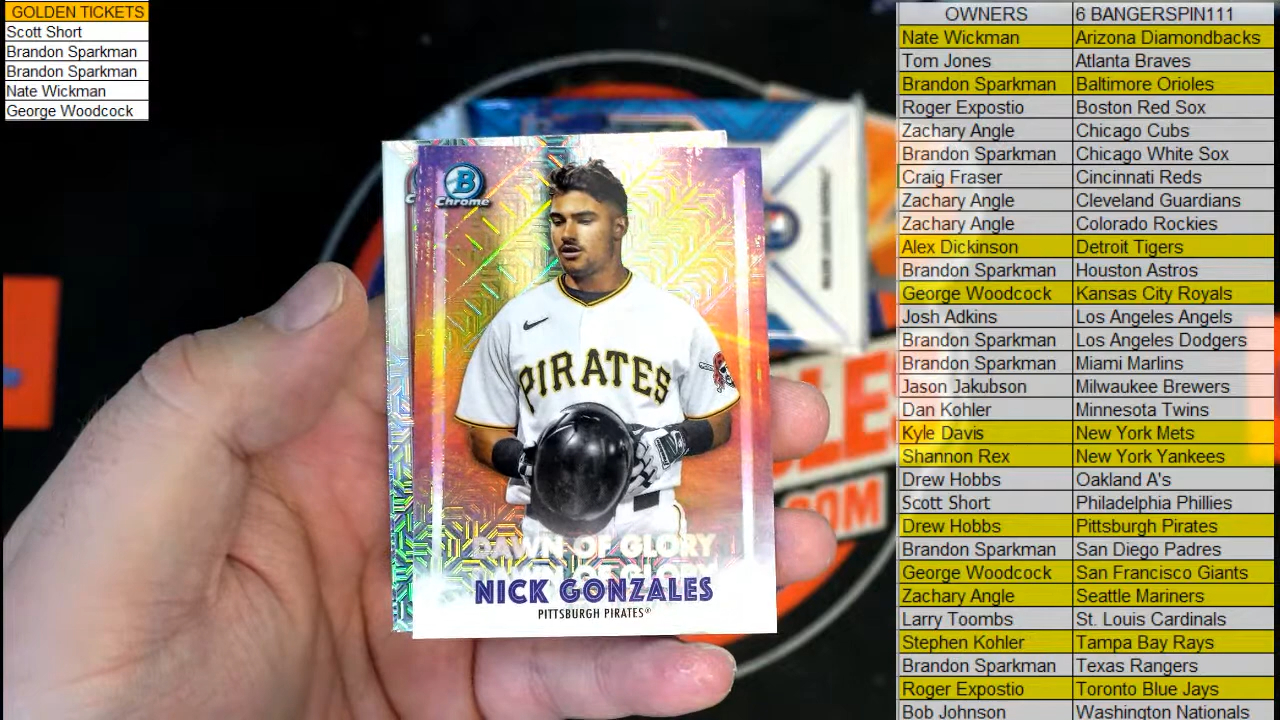 GOLDEN TICKETS
Scott Short
Brandon Sparkman
Brandon Sparkman
Nate Wickman
George Woodcock
B
Chrome
PIRATES
DAWN OF GLORY
NICK GONZALES
PITTSBURGH PIRATES®
.COM
OWNERS 6 BANGERSPIN111
Nate Wickman Arizona Diamondbacks
Tom Jones Atlanta Braves
Brandon Sparkman Baltimore Orioles
Roger Expostio Boston Red Sox
Zachary Angle Chicago Cubs
Brandon Sparkman Chicago White Sox
Craig Fraser Cincinnati Reds
Zachary Angle Cleveland Guardians
Zachary Angle Colorado Rockies
Alex Dickinson Detroit Tigers
Brandon Sparkman Houston Astros
George Woodcock Kansas City Royals
Josh Adkins Los Angeles Angels
Brandon Sparkman Los Angeles Dodgers
Brandon Sparkman Miami Marlins
Jason Jakubson Milwaukee Brewers
Dan Kohler Minnesota Twins
Kyle Davis New York Mets
Shannon Rex New York Yankees
Drew Hobbs Oakland A's
Scott Short Philadelphia Phillies
Drew Hobbs Pittsburgh Pirates
Brandon Sparkman San Diego Padres
George Woodcock San Francisco Giants
Zachary Angle Seattle Mariners
Larry Toombs St. Louis Cardinals
Stephen Kohler Tampa Bay Rays
Brandon Sparkman Texas Rangers
Roger Expostio Toronto Blue Jays
Bob Johnson Washington Nationals